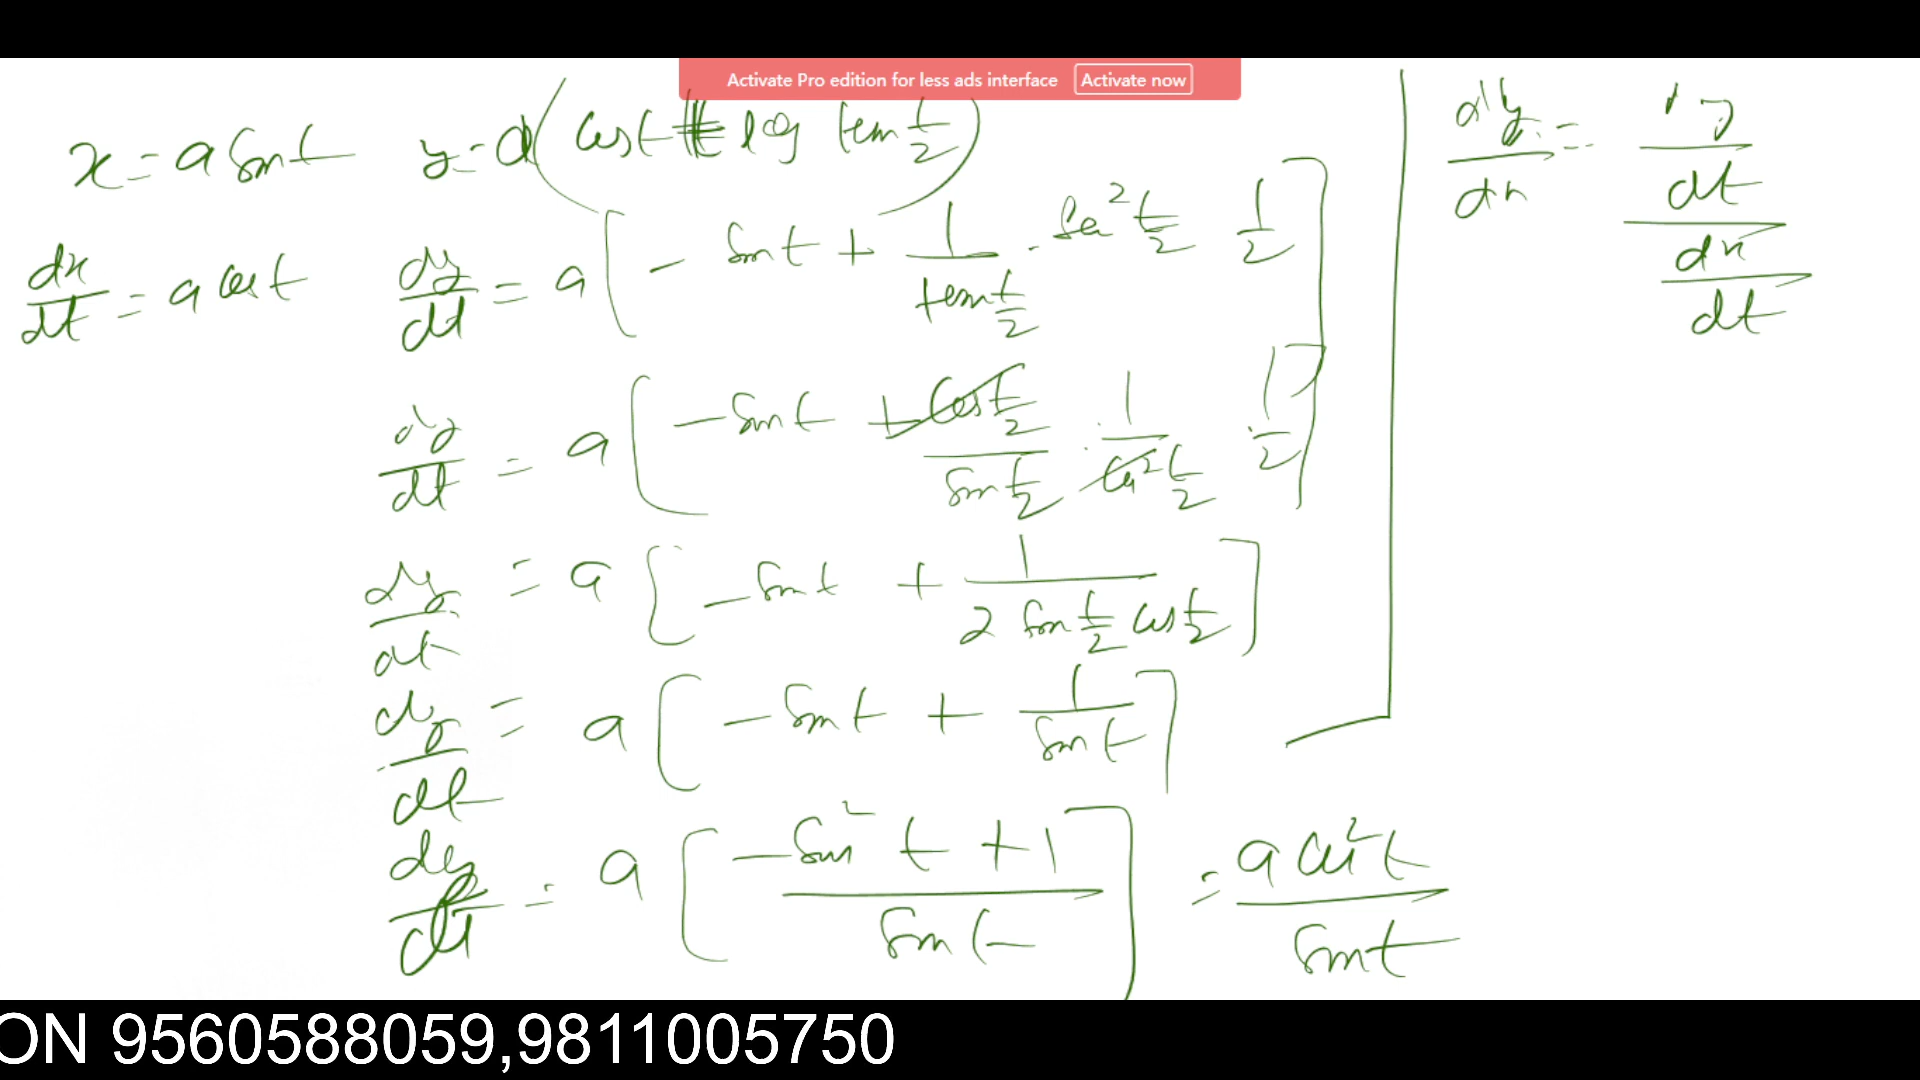 Activate Pro edition for less ads interface Activate now
x = a sin t y = a ( cos t + log tan t/2 )
dx/dt = a cos t dy/dt = a [ - sin t + 1/tan t/2 . sec² t/2 1/2 ]
dy/dt = a [ - sin t + cos t/2 / sin t/2 . 1/cos² t/2 . 1/2 ]
dy/dt = a [ - sin t + 1 / 2 sin t/2 cos t/2 ]
dy/dt = a [ - sin t + 1/sin t ]
dy/dt = a [ - sin² t + 1 / sin t ] = a cos² t / sin t
dy/dx = dy/dt / dx/dt
ON 9560588059,9811005750